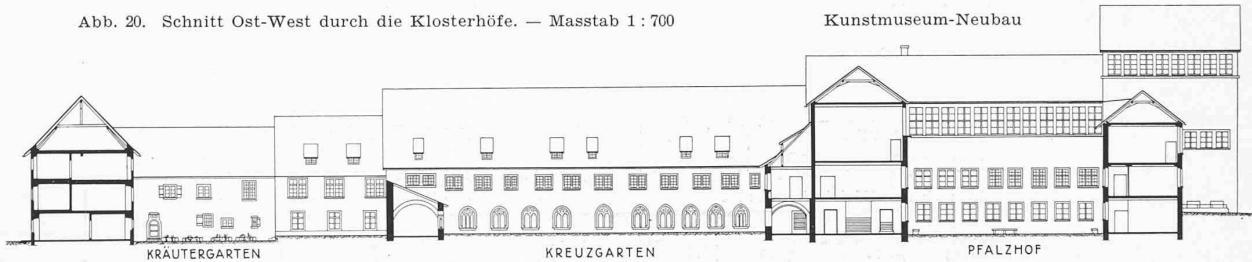 Abb. 20. Schnitt Ost-West durch die Klosterhöfe. — Masstab 1 : 700
Kunstmuseum-Neubau
KRÄUTERGARTEN
KREUZGARTEN
PFALZHOF